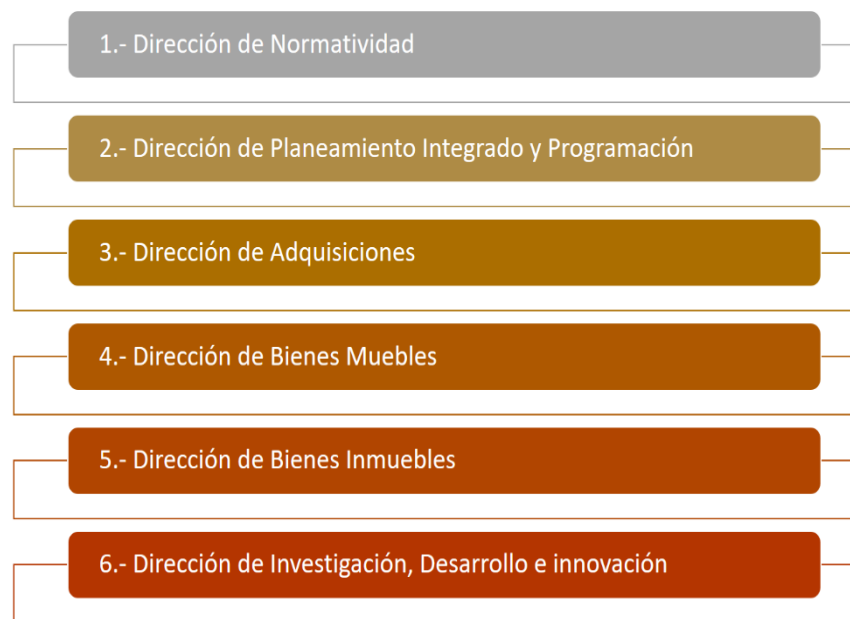 1.- Dirección de Normatividad
2.- Dirección de Planeamiento Integrado y Programación
3.- Dirección de Adquisiciones
4.- Dirección de Bienes Muebles
5.- Dirección de Bienes Inmuebles
6.- Dirección de Investigación, Desarrollo e innovación